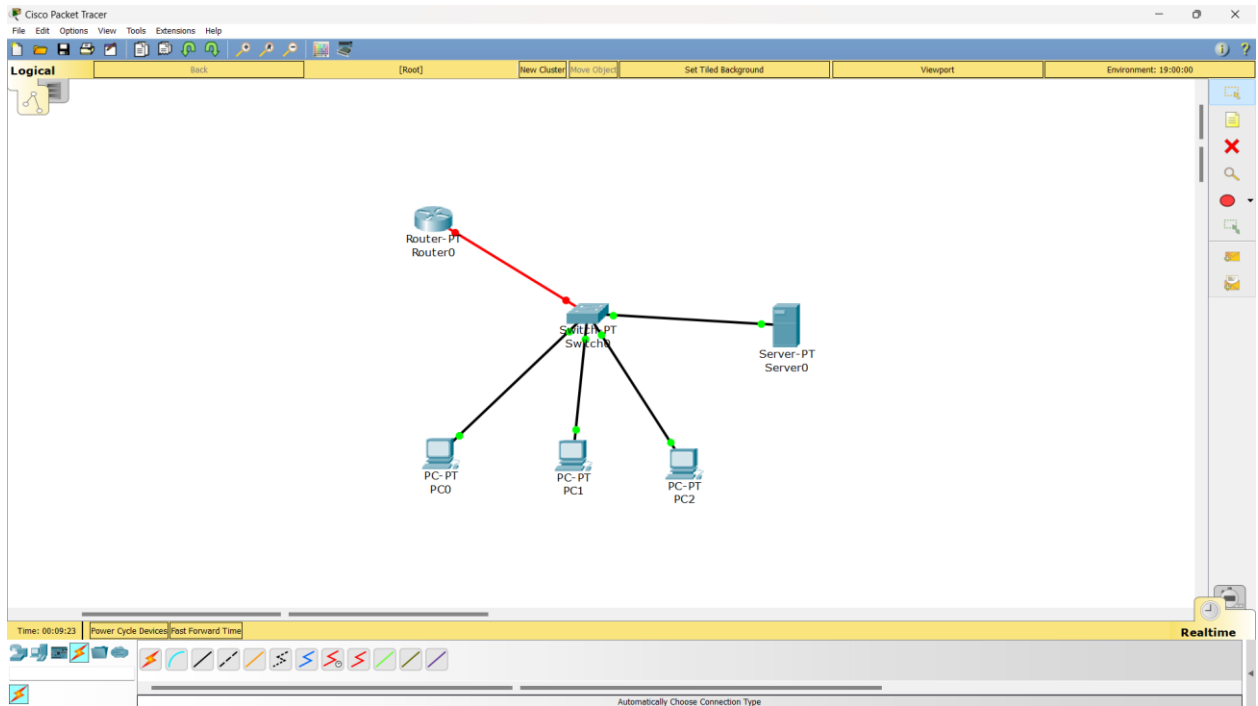 Cisco Packet Tracer
File Edit Options View Tools Extensions Help
Logical Back [Root] New Cluster Move Object Set Tiled Background Viewport Environment: 19:00:00
Router-PT
Router0
Switch-PT
Switch0
Server-PT
Server0
PC-PT
PC0
PC-PT
PC1
PC-PT
PC2
Time: 00:09:23 Power Cycle Devices Fast Forward Time Realtime
Automatically Choose Connection Type